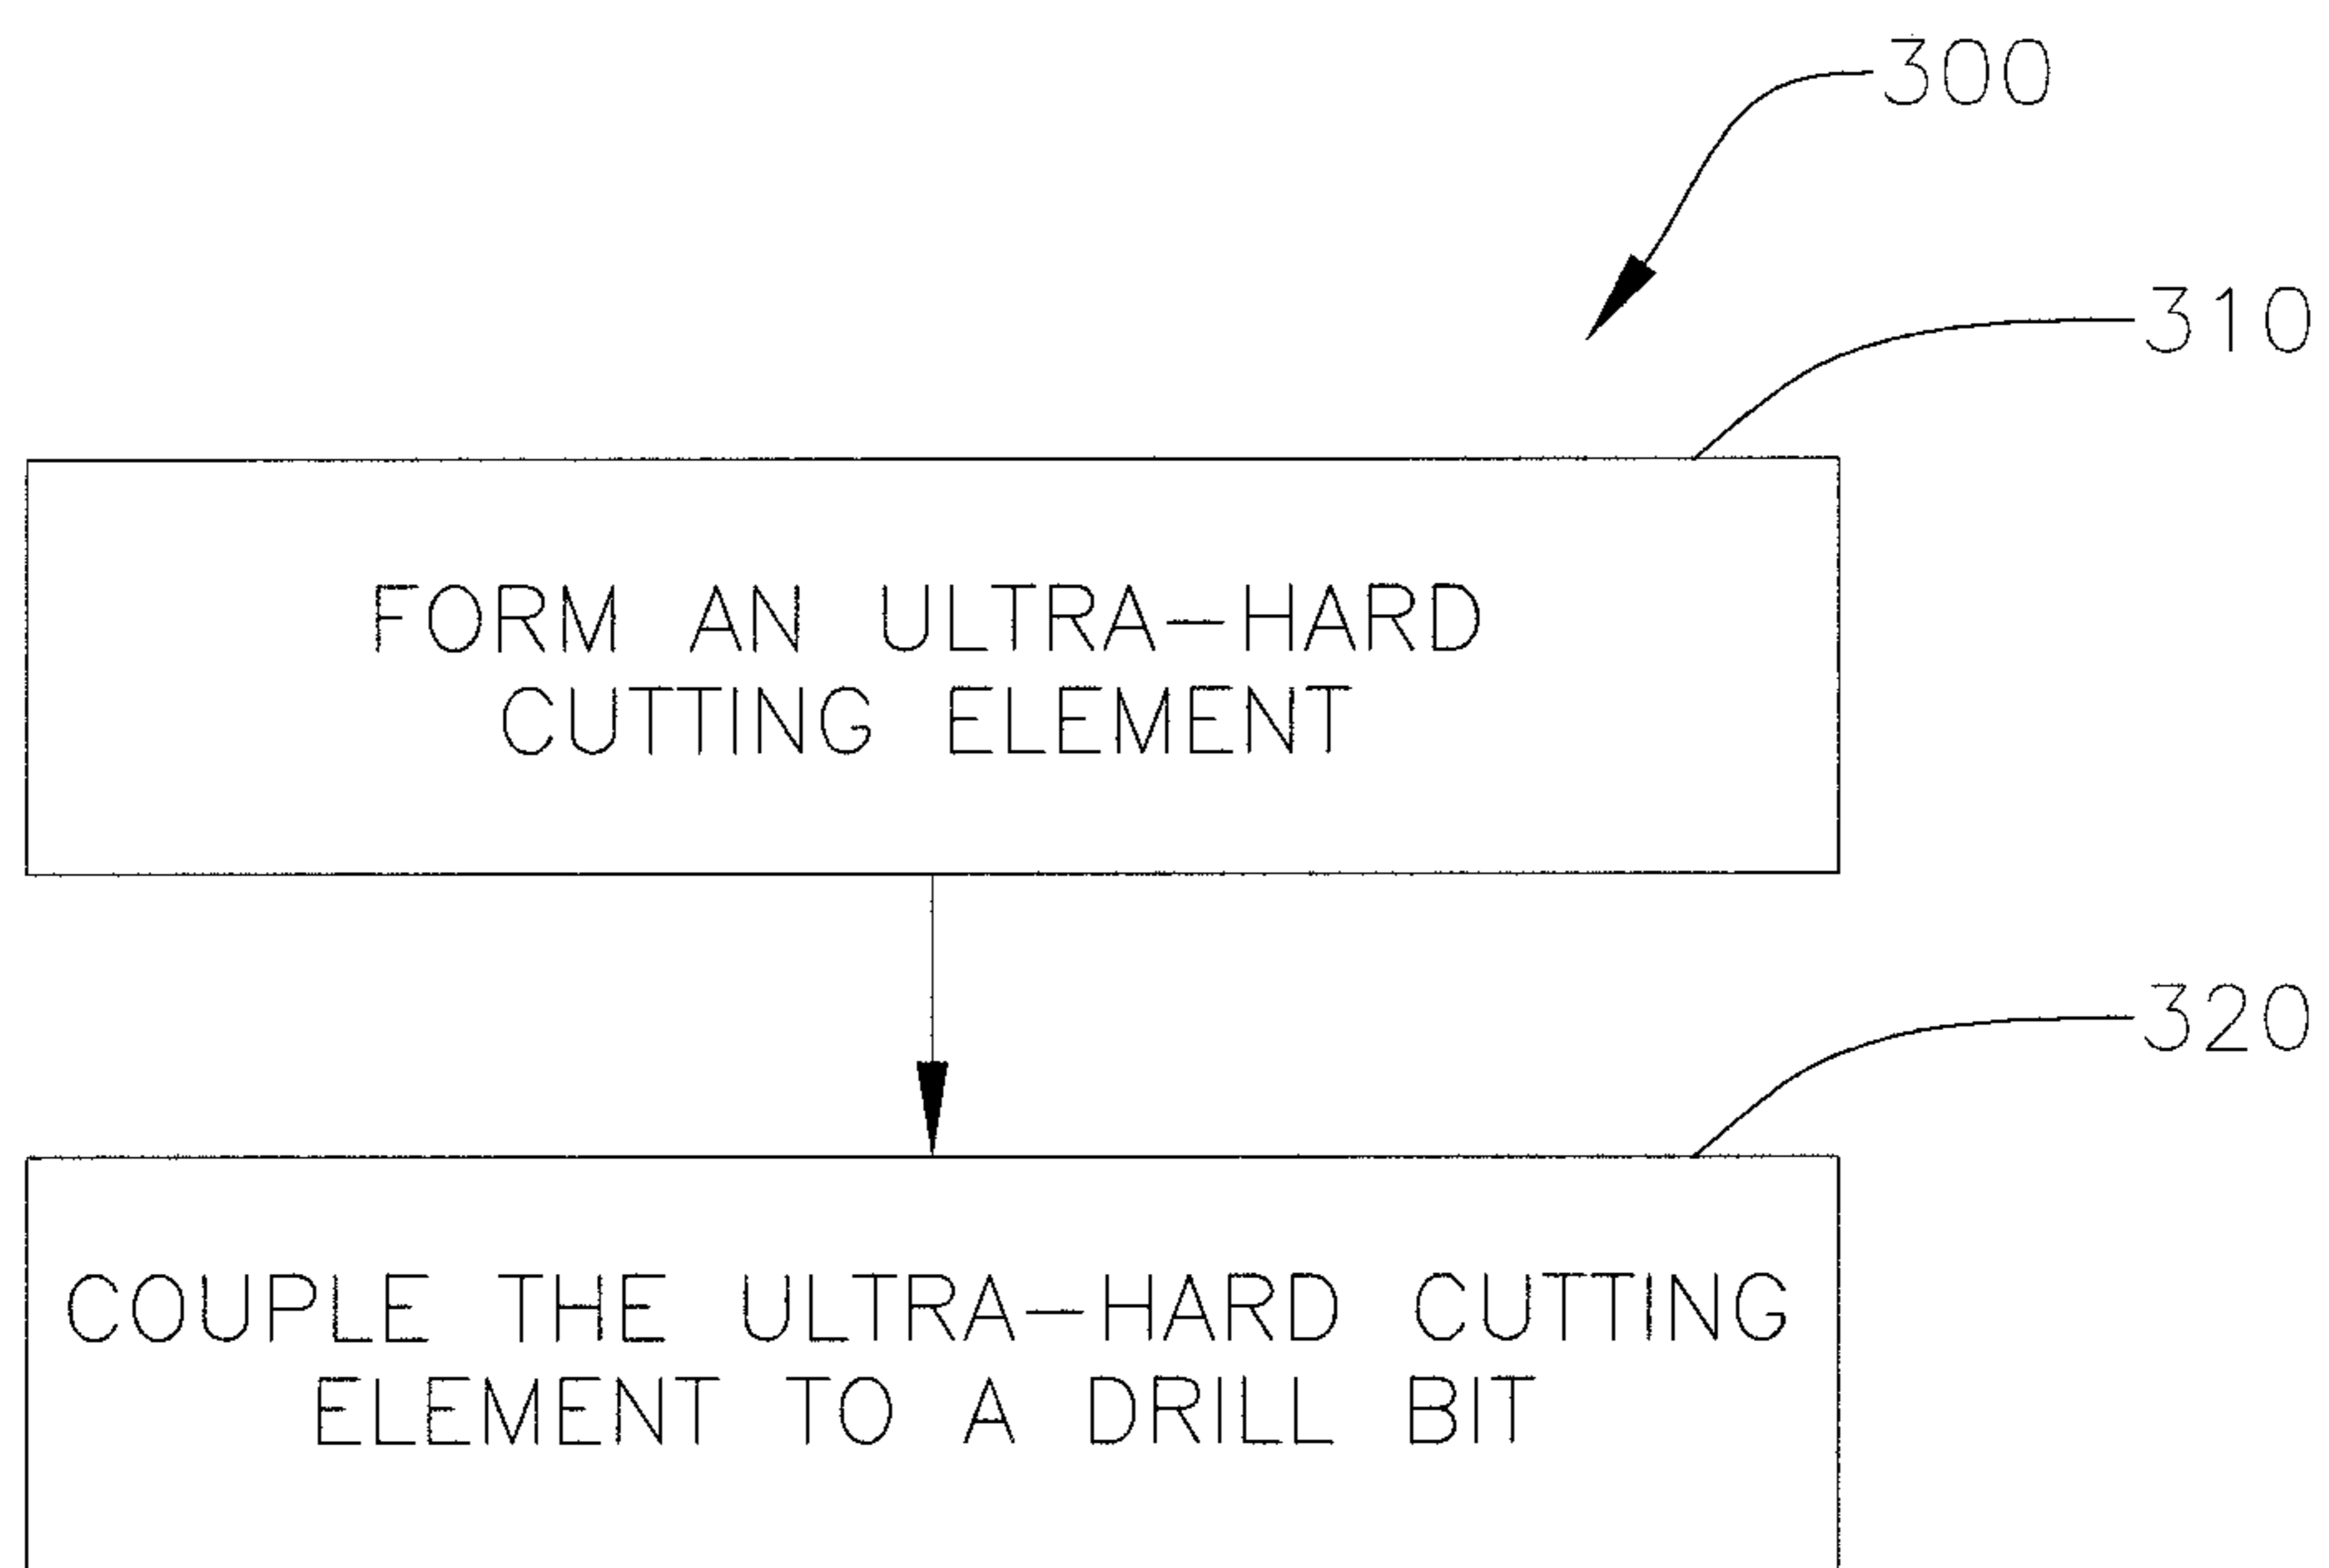 300
310
FORM AN ULTRA-HARD
CUTTING ELEMENT
320
COUPLE THE ULTRA-HARD CUTTING
ELEMENT TO A DRILL BIT